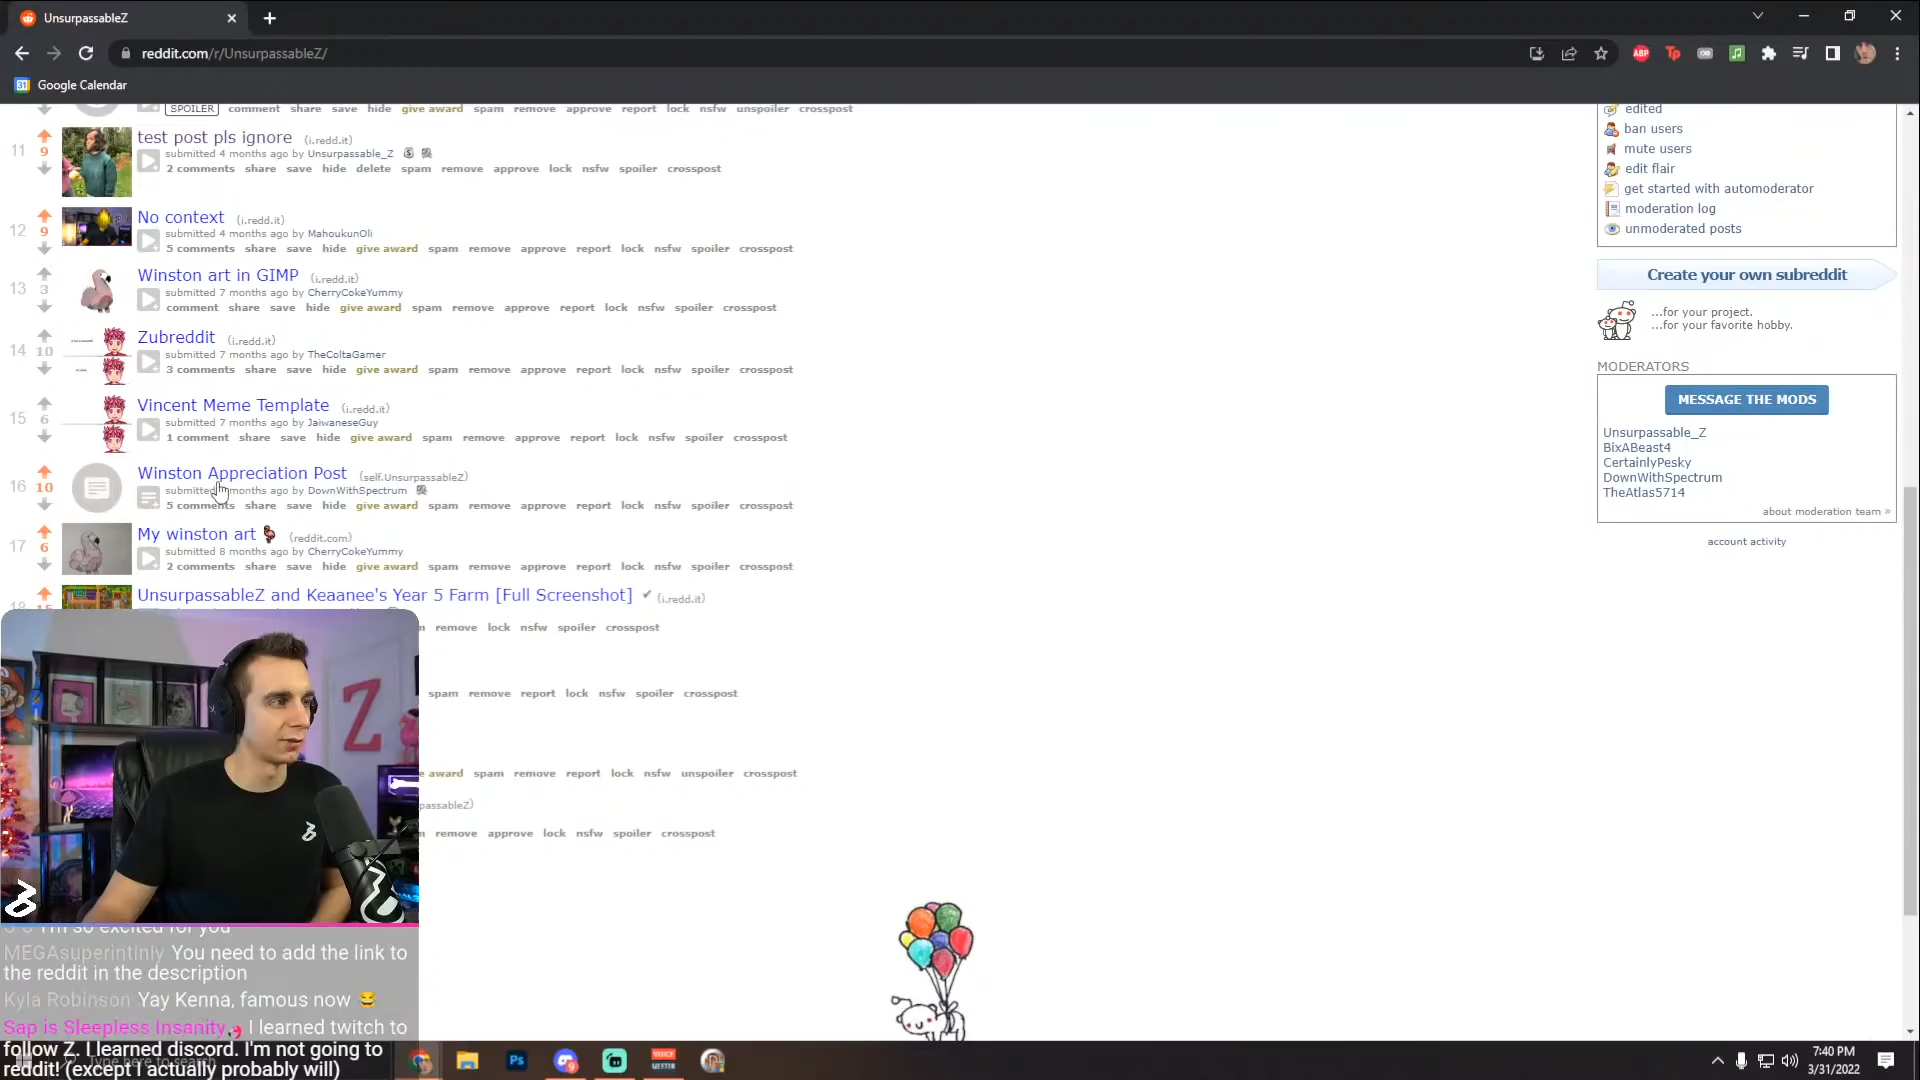 UnsurpassableZ
reddit.com/r/UnsurpassableZ/
Google Calendar
SPOILER comment share save hide give award spam remove approve report lock nsfw unspoiler crosspost
11
9
test post pls ignore (i.redd.it)
submitted 4 months ago by Unsurpassable_Z
2 comments share save hide delete spam remove approve lock nsfw spoiler crosspost
12
9
No context (i.redd.it)
submitted 4 months ago by MahoukunOli
5 comments share save hide give award spam remove approve report lock nsfw spoiler crosspost
13
3
Winston art in GIMP (i.redd.it)
submitted 7 months ago by CherryCokeYummy
comment share save hide give award spam remove approve report lock nsfw spoiler crosspost
14
10
Zubreddit (i.redd.it)
submitted 7 months ago by TheColtaGamer
3 comments share save hide give award spam remove approve report lock nsfw spoiler crosspost
15
6
Vincent Meme Template (i.redd.it)
submitted 7 months ago by JaiwaneseGuy
1 comment share save hide give award spam remove approve report lock nsfw spoiler crosspost
16
10
Winston Appreciation Post (self.UnsurpassableZ)
submitted months ago by DownWithSpectrum
5 comments share save hide give award spam remove approve report lock nsfw spoiler crosspost
17
6
My winston art (reddit.com)
submitted 8 months ago by CherryCokeYummy
2 comments share save hide give award spam remove approve report lock nsfw spoiler crosspost
UnsurpassableZ and Keaanee's Year 5 Farm [Full Screenshot] ✔ (i.redd.it)
remove lock nsfw spoiler crosspost
spam remove report lock nsfw spoiler crosspost
award spam remove report lock nsfw unspoiler crosspost
passableZ)
remove approve lock nsfw spoiler crosspost
edited
ban users
mute users
edit flair
get started with automoderator
moderation log
unmoderated posts
Create your own subreddit
...for your project.
...for your favorite hobby.
MODERATORS
MESSAGE THE MODS
Unsurpassable_Z
BixABeast4
CertainlyPesky
DownWithSpectrum
TheAtlas5714
about moderation team »
account activity
Z
I'm so excited for you
MEGAsuperintinly You need to add the link to
the reddit in the description
Kyla Robinson Yay Kenna, famous now 😂
Sap is Sleepless Insanity I learned twitch to
follow Z. I learned discord. I'm not going to
reddit! (except I actually probably will)
Type here to search
7:40 PM
3/31/2022